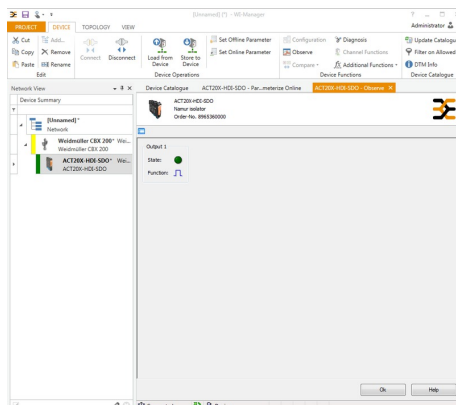 [Unnamed] (*) - WI-Manager
PROJECT DEVICE TOPOLOGY VIEW Administrator
Cut Add... Set Offline Parameter Configuration Diagnosis Update Catalogu
Copy Remove Connect Disconnect Load from Device Store to Device Set Online Parameter Observe Channel Functions Filter on Allowed
Paste Rename Compare Additional Functions DTM Info
Edit Device Operations Device Functions Device Catalogue
Network View Device Catalogue ACT20X-HDI-SDO - Par...meterize Online ACT20X-HDI-SDO - Observe
Device Summary
ACT20X-HDI-SDO
Namur isolator
Order-No. 8965360000
[Unnamed]*
Network
Weidmüller CBX 200* Wei...
Weidmüller CBX 200
ACT20X-HDI-SDO* Wei...
ACT20X-HDI-SDO
Output 1
State:
Function:
Ok Help